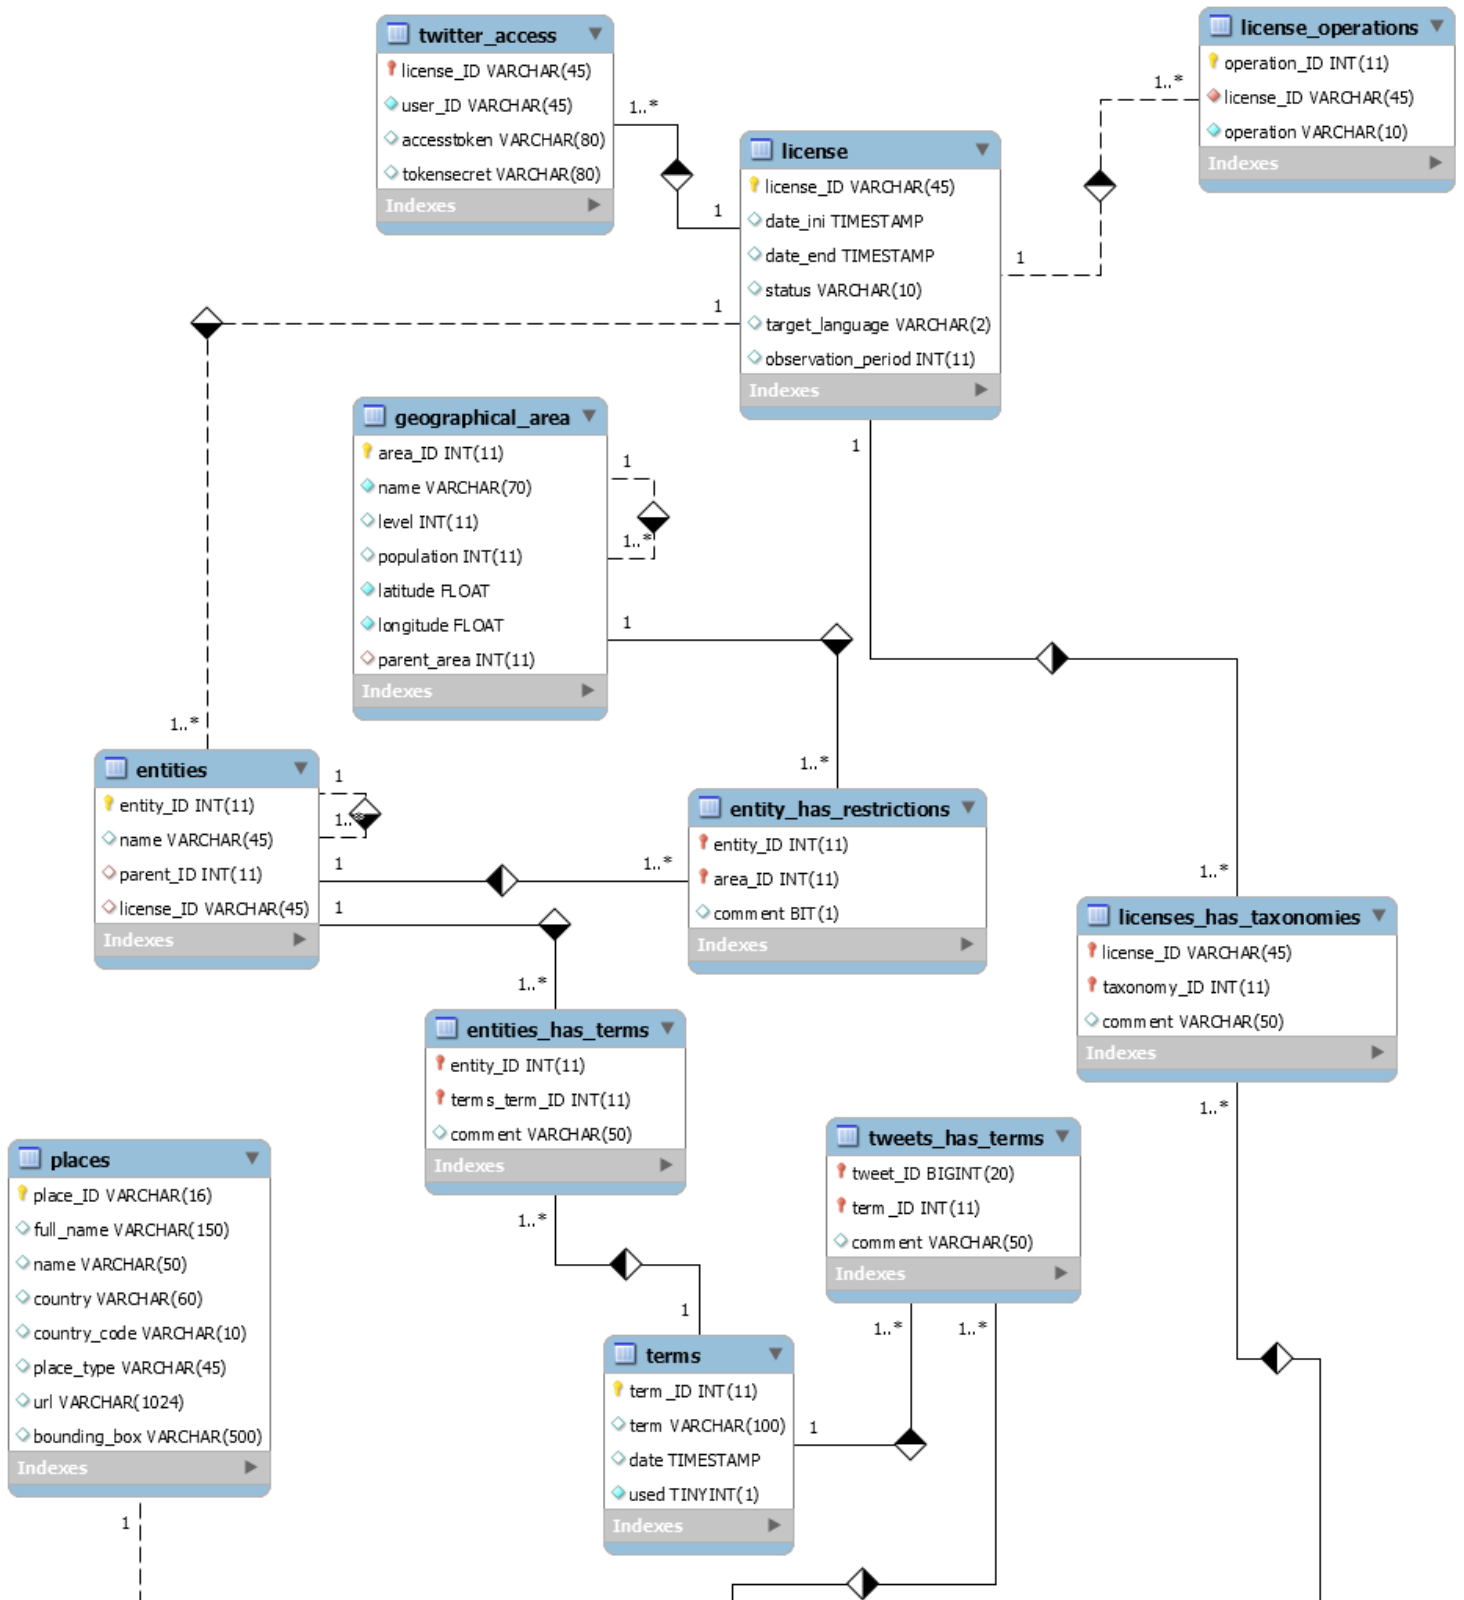 twitter_access
license_ID VARCHAR(45)
user_ID VARCHAR(45)
accesstoken VARCHAR(80)
tokensecret VARCHAR(80)
Indexes
1..*
1
license_operations
operation_ID INT(11)
license_ID VARCHAR(45)
operation VARCHAR(10)
Indexes
1..*
1
license
license_ID VARCHAR(45)
date_ini TIMESTAMP
date_end TIMESTAMP
status VARCHAR(10)
target_language VARCHAR(2)
observation_period INT(11)
Indexes
1
1
1..*
geographical_area
area_ID INT(11)
name VARCHAR(70)
level INT(11)
population INT(11)
latitude FLOAT
longitude FLOAT
parent_area INT(11)
Indexes
1
1..*
1
1..*
entities
entity_ID INT(11)
name VARCHAR(45)
parent_ID INT(11)
license_ID VARCHAR(45)
Indexes
1
1..*
1
1..*
1
1..*
entity_has_restrictions
entity_ID INT(11)
area_ID INT(11)
comment BIT(1)
Indexes
1..*
licenses_has_taxonomies
license_ID VARCHAR(45)
taxonomy_ID INT(11)
comment VARCHAR(50)
Indexes
1..*
entities_has_terms
entity_ID INT(11)
terms_term_ID INT(11)
comment VARCHAR(50)
Indexes
1..*
1
tweets_has_terms
tweet_ID BIGINT(20)
term_ID INT(11)
comment VARCHAR(50)
Indexes
1..*
1..*
places
place_ID VARCHAR(16)
full_name VARCHAR(150)
name VARCHAR(50)
country VARCHAR(60)
country_code VARCHAR(10)
place_type VARCHAR(45)
url VARCHAR(1024)
bounding_box VARCHAR(500)
Indexes
1
terms
term_ID INT(11)
term VARCHAR(100)
date TIMESTAMP
used TINYINT(1)
Indexes
1